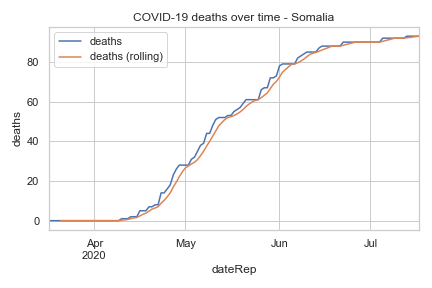 COVID-19 deaths over time - Somalia
deaths
deaths (rolling)
80
60
40
20
0
deaths
Apr
2020
May
Jun
Jul
dateRep